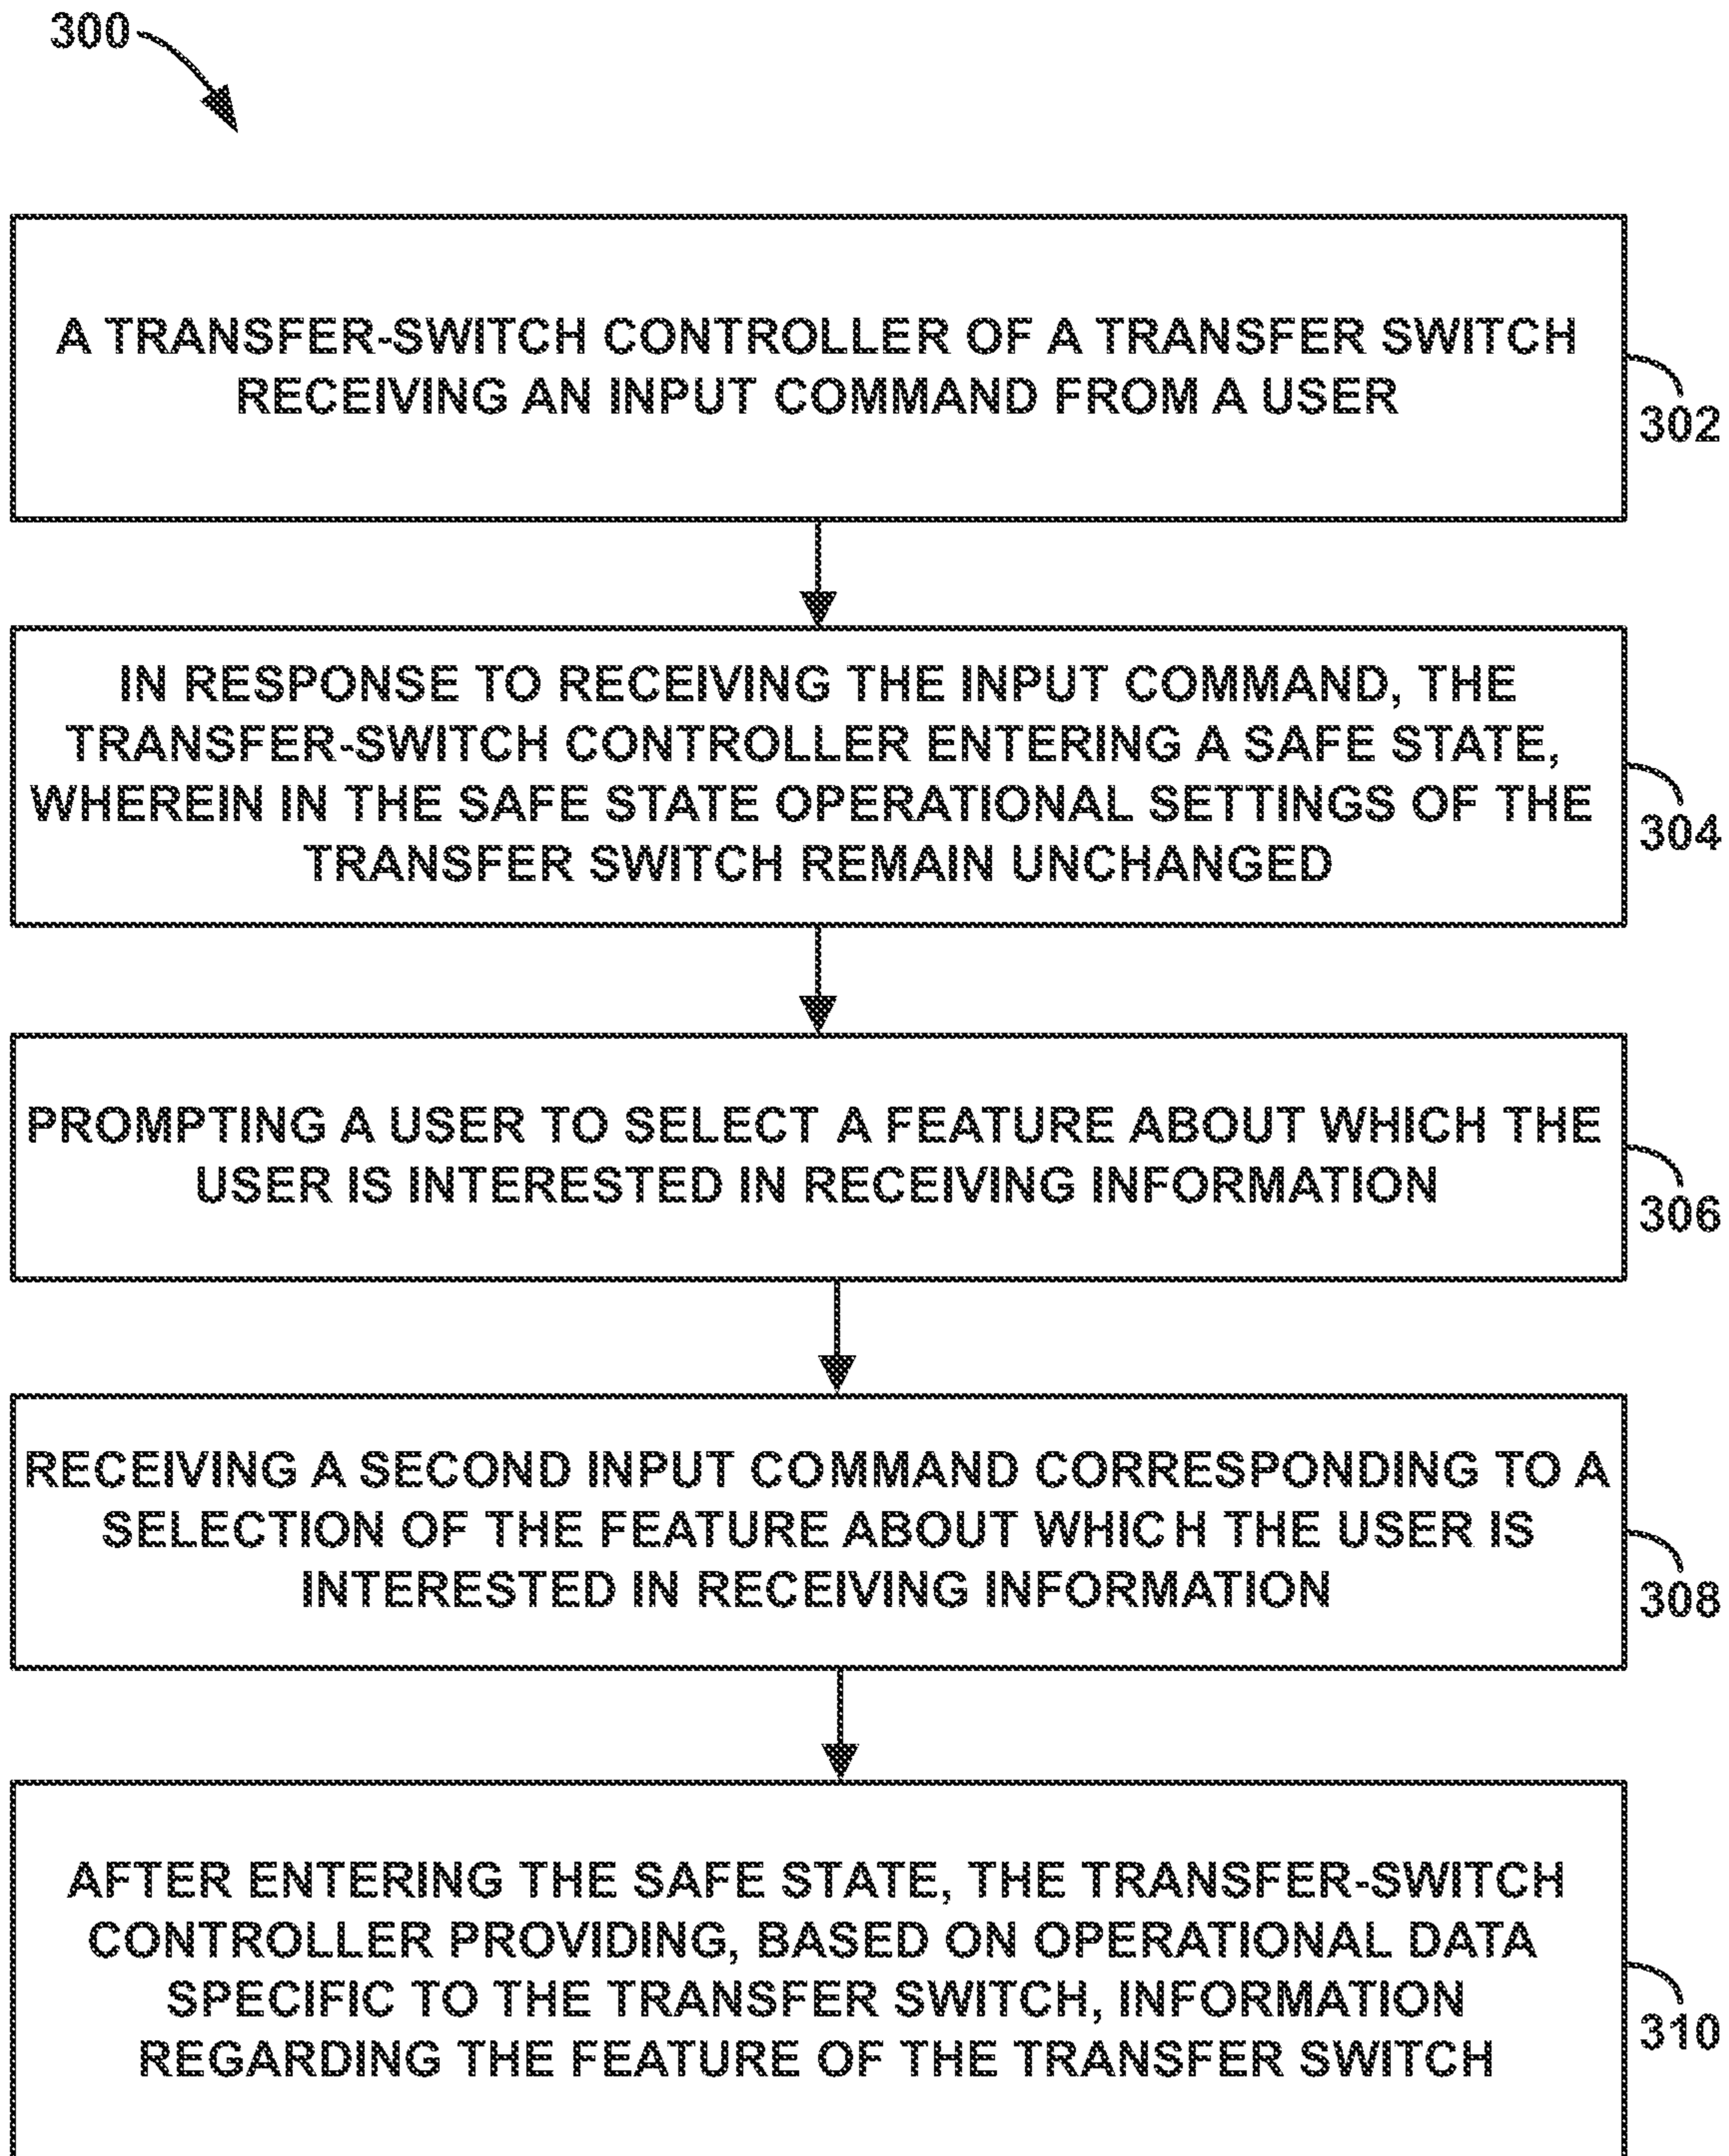 300
A TRANSFER-SWITCH CONTROLLER OF A TRANSFER SWITCH
RECEIVING AN INPUT COMMAND FROM A USER
302
IN RESPONSE TO RECEIVING THE INPUT COMMAND, THE
TRANSFER-SWITCH CONTROLLER ENTERING A SAFE STATE,
WHEREIN IN THE SAFE STATE OPERATIONAL SETTINGS OF THE
TRANSFER SWITCH REMAIN UNCHANGED
304
PROMPTING A USER TO SELECT A FEATURE ABOUT WHICH THE
USER IS INTERESTED IN RECEIVING INFORMATION
306
RECEIVING A SECOND INPUT COMMAND CORRESPONDING TO A
SELECTION OF THE FEATURE ABOUT WHICH THE USER IS
INTERESTED IN RECEIVING INFORMATION
308
AFTER ENTERING THE SAFE STATE, THE TRANSFER-SWITCH
CONTROLLER PROVIDING, BASED ON OPERATIONAL DATA
SPECIFIC TO THE TRANSFER SWITCH, INFORMATION
REGARDING THE FEATURE OF THE TRANSFER SWITCH
310